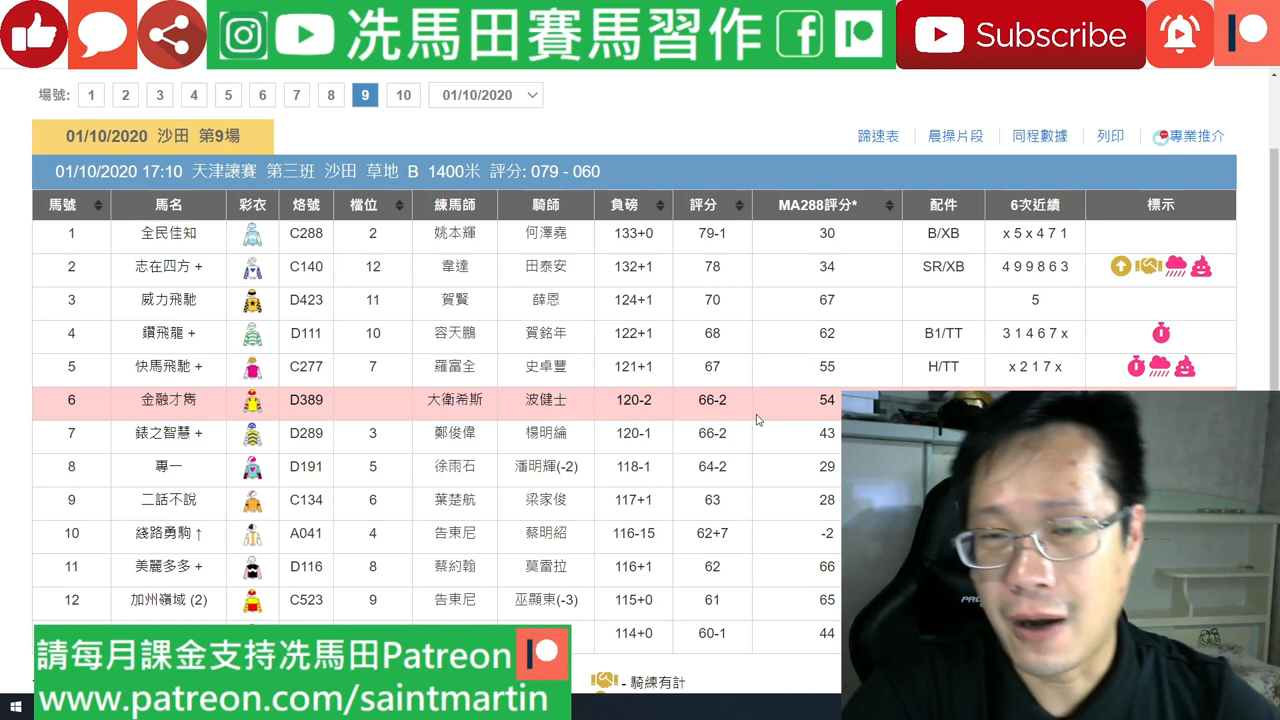 冼馬田賽馬習作 Subscribe
場號: 1 2 3 4 5 6 7 8 9 10 01/10/2020
01/10/2020 沙田 第9場 蹄速表 晨操片段 同程數據 列印 專業推介
01/10/2020 17:10 天津讓賽 第三班 沙田 草地 B 1400米 評分: 079 - 060
馬號 馬名 彩衣 烙號 檔位 練馬師 騎師 負磅 評分 MA288評分* 配件 6次近績 標示
1 全民佳知 C288 2 姚本輝 何澤堯 133+0 79-1 30 B/XB x 5 x 4 7 1
2 志在四方 + C140 12 韋達 田泰安 132+1 78 34 SR/XB 4 9 9 8 6 3
3 威力飛馳 D423 11 賀賢 薛恩 124+1 70 67 5
4 鑽飛龍 + D111 10 容天鵬 賀銘年 122+1 68 62 B1/TT 3 1 4 6 7 x
5 快馬飛馳 + C277 7 羅富全 史卓豐 121+1 67 55 H/TT x 2 1 7 x
6 金融才雋 D389 大衛希斯 波健士 120-2 66-2 54
7 錶之智慧 + D289 3 鄭俊偉 楊明綸 120-1 66-2 43
8 專一 D191 5 徐雨石 潘明輝(-2) 118-1 64-2 29
9 二話不說 C134 6 葉楚航 梁家俊 117+1 63 28
10 綫路勇駒 ↑ A041 4 告東尼 蔡明紹 116-15 62+7 -2
11 美麗多多 + D116 8 蔡約翰 莫雷拉 116+1 62 66
12 加州嶺域 (2) C523 9 告東尼 巫顯東(-3) 115+0 61 65
114+0 60-1 44
請每月課金支持冼馬田Patreon
- 騎練有計
www.patreon.com/saintmartin